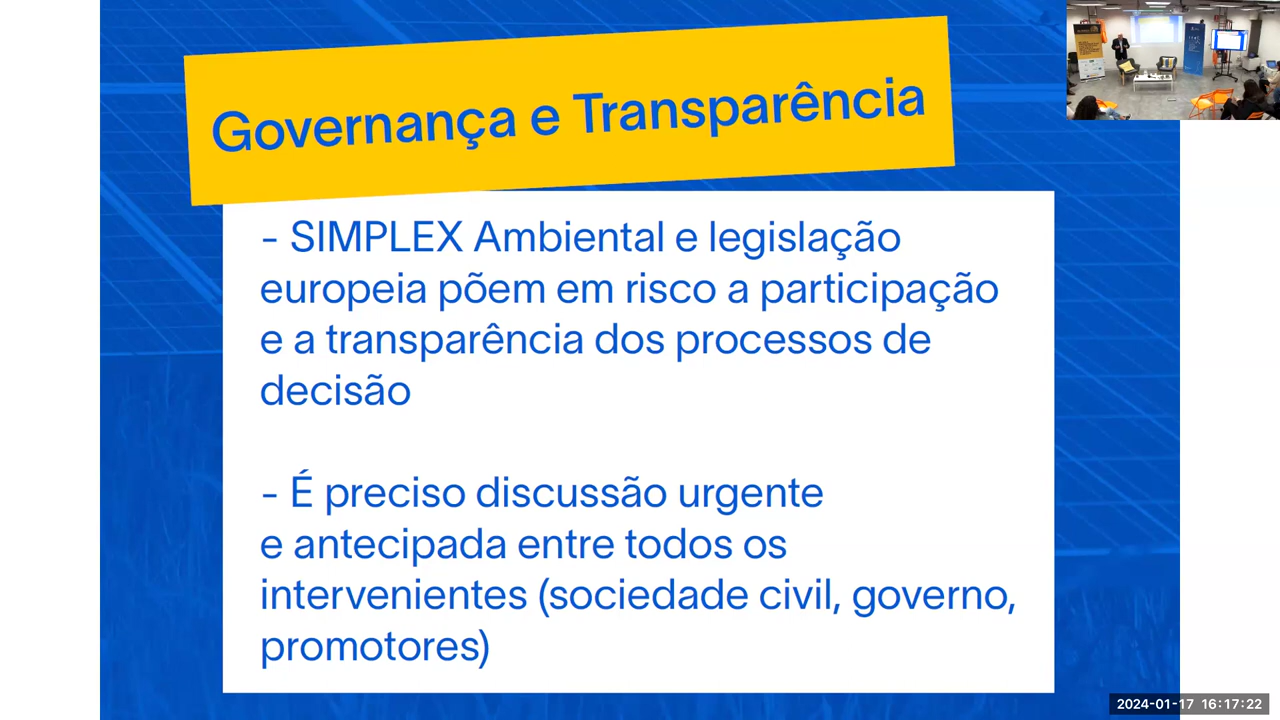 Governança e Transparência
- SIMPLEX Ambiental e legislação
europeia põem em risco a participação
e a transparência dos processos de
decisão
- É preciso discussão urgente
e antecipada entre todos os
intervenientes (sociedade civil, governo,
promotores)
2024-01-17 16:17:22